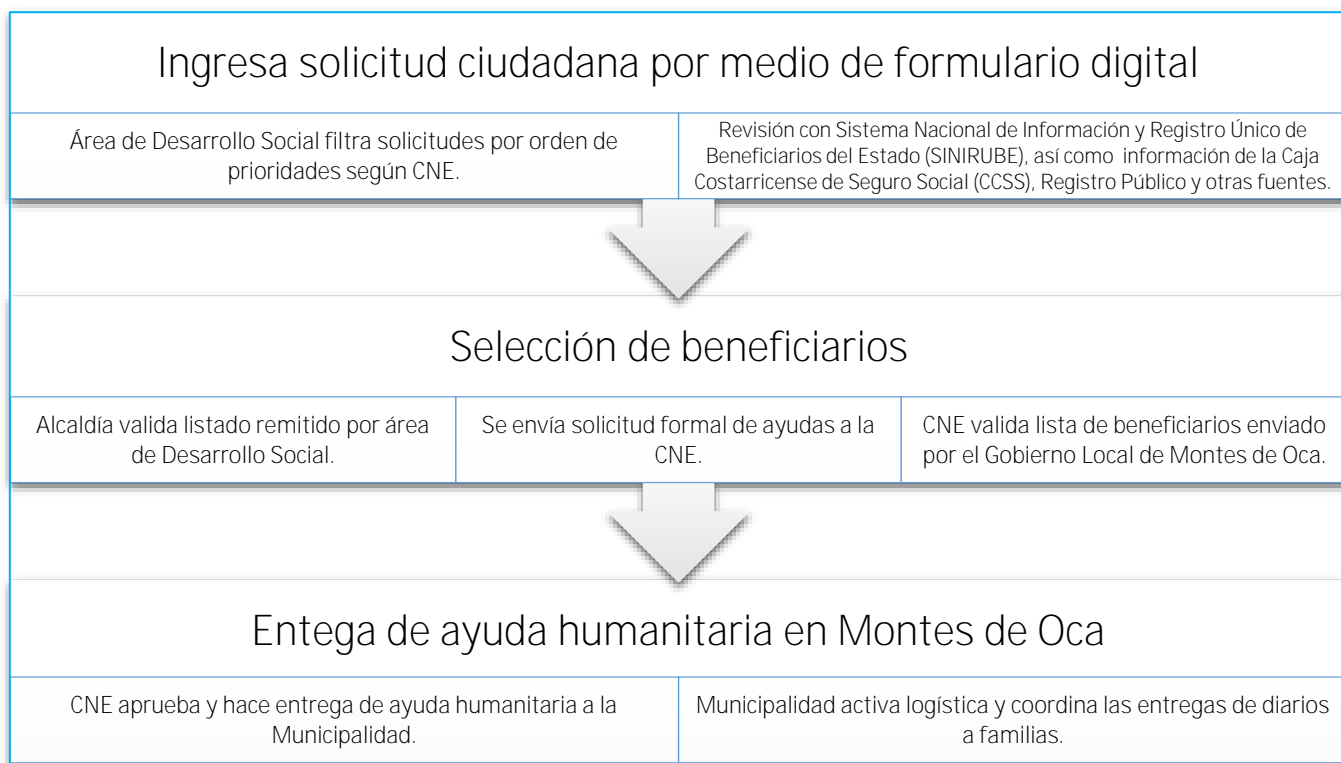 Ingresa solicitud ciudadana por medio de formulario digital
Área de Desarrollo Social filtra solicitudes por orden de
prioridades según CNE.
Revisión con Sistema Nacional de Información y Registro Único de
Beneficiarios del Estado (SINIRUBE), así como información de la Caja
Costarricense de Seguro Social (CCSS), Registro Público y otras fuentes.
Selección de beneficiarios
Alcaldía valida listado remitido por área
de Desarrollo Social.
Se envía solicitud formal de ayudas a la
CNE.
CNE valida lista de beneficiarios enviado
por el Gobierno Local de Montes de Oca.
Entega de ayuda humanitaria en Montes de Oca
CNE aprueba y hace entrega de ayuda humanitaria a la
Municipalidad.
Municipalidad activa logística y coordina las entregas de diarios
a familias.